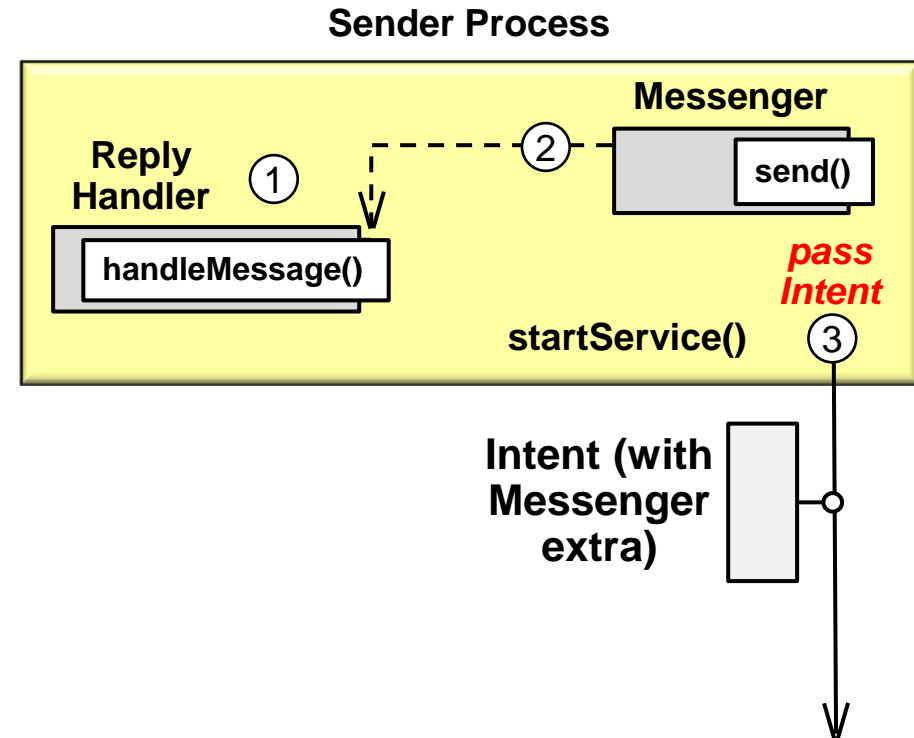 Sender Process
Messenger
send()
2
Reply
Handler
1
handleMessage()
pass
Intent
startService()
3
Intent (with
Messenger
extra)